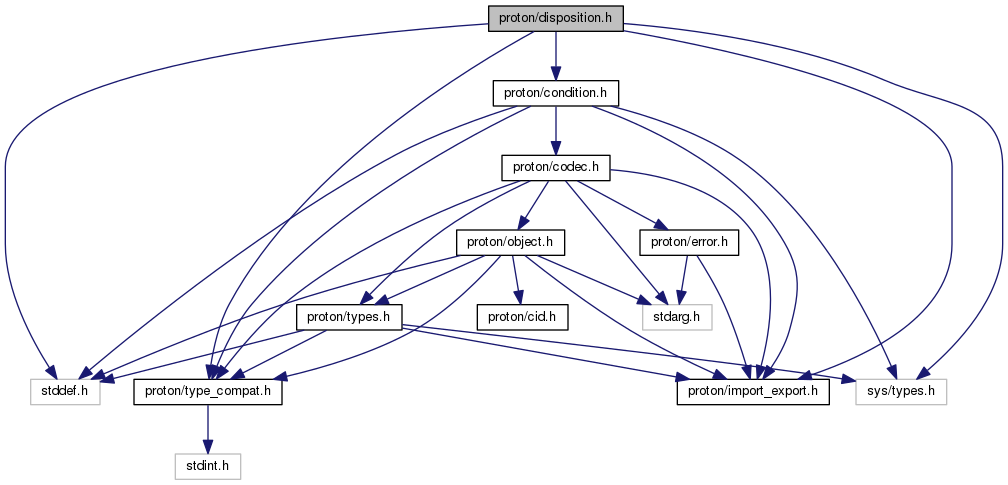 proton/disposition.h
proton/condition.h
proton/codec.h
proton/object.h
proton/error.h
proton/types.h
proton/cid.h
stdarg.h
stddef.h
proton/type_compat.h
proton/import_export.h
sys/types.h
stdint.h